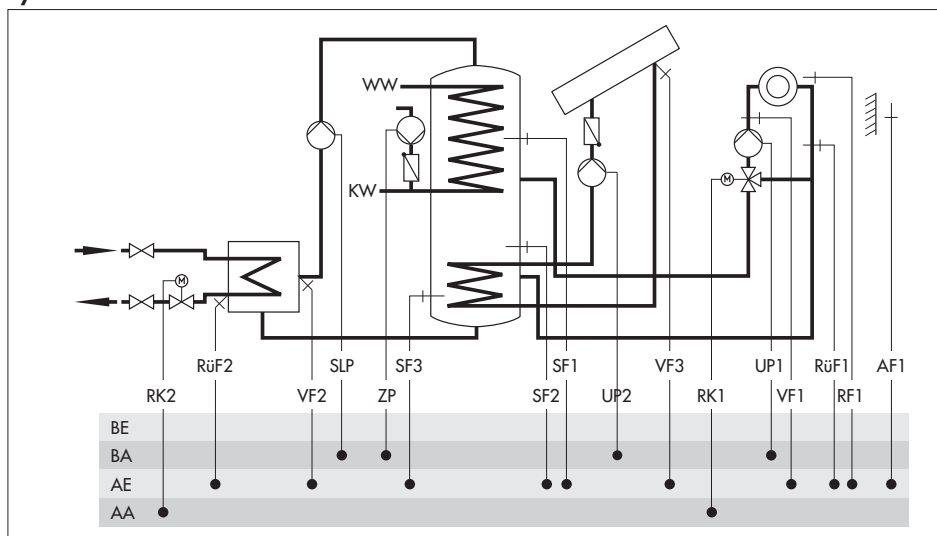 WW
KW
M
M
RüF2 SLP SF3 SF1 VF3 UP1 RüF1 AF1
RK2 VF2 ZP SF2 UP2 RK1 VF1 RF1
BE
BA
AE
AA